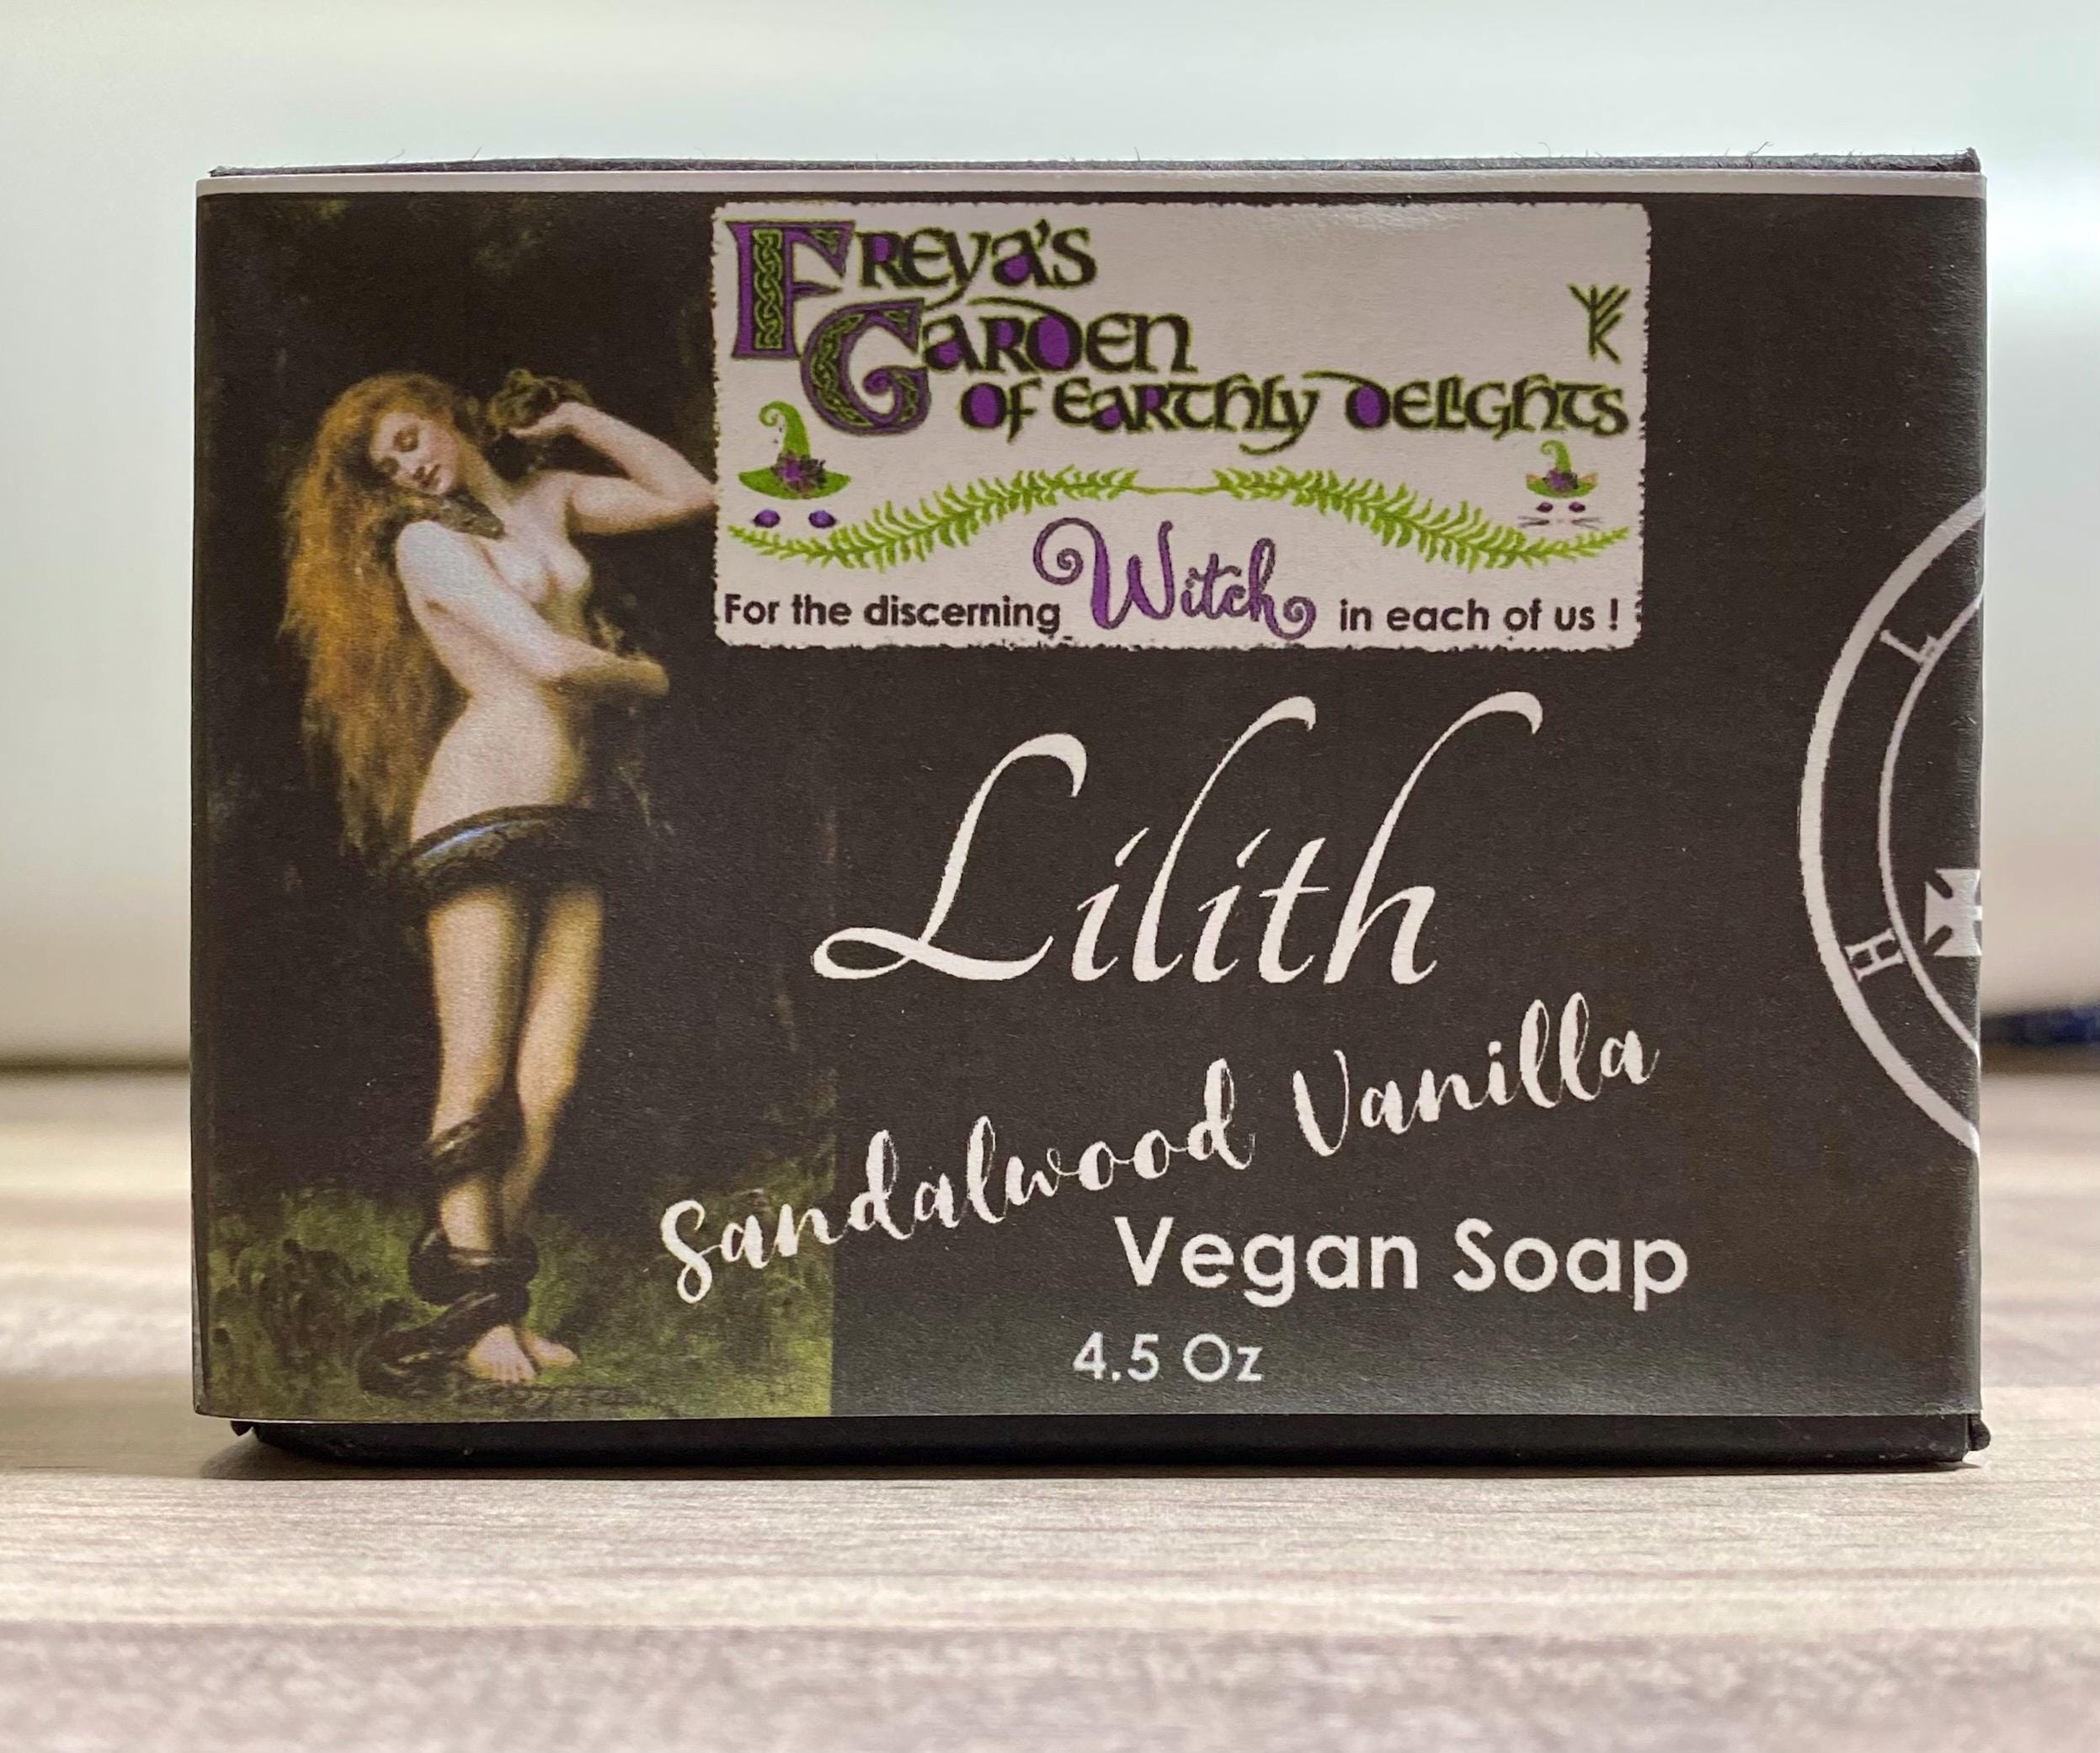 FREYA'S
GARDEN
OF EARTHLY DELIGHTS
For the discerning Witch in each of us !
Lilith
Sandalwood Vanilla
Vegan Soap
4.5 Oz
L
H